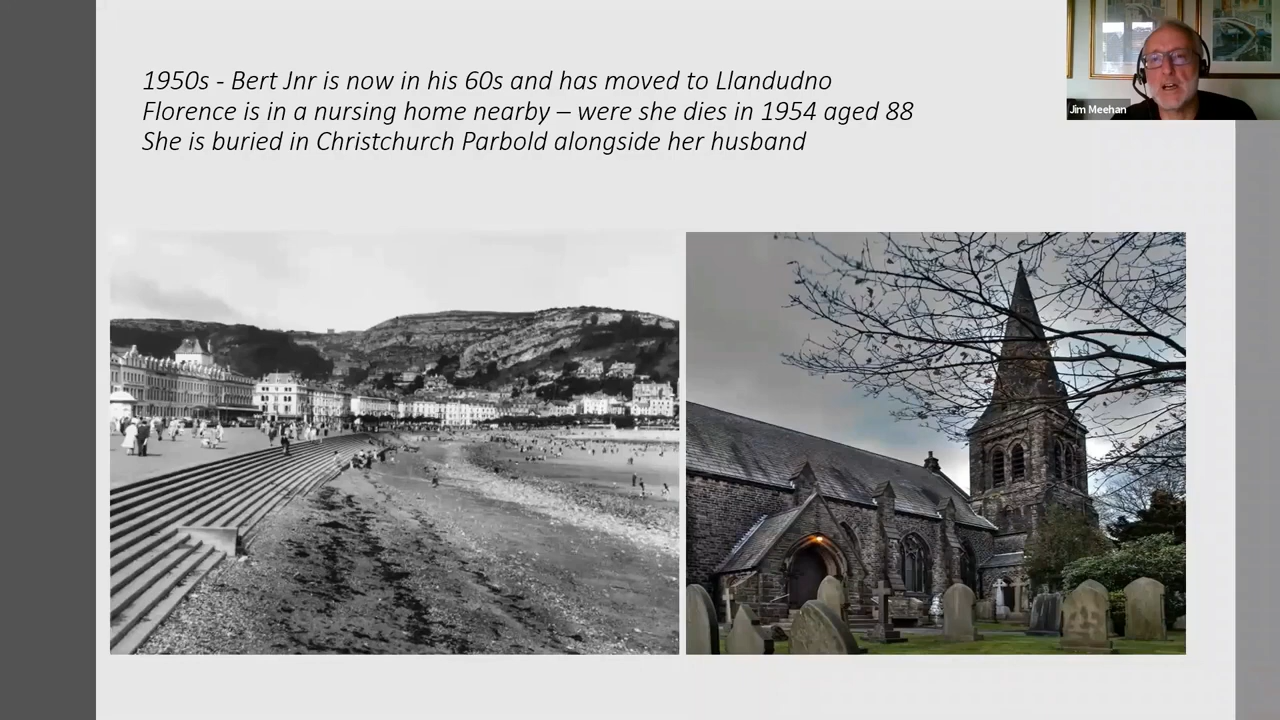 1950s - Bert Jnr is now in his 60s and has moved to Llandudno
Florence is in a nursing home nearby – were she dies in 1954 aged 88
She is buried in Christchurch Parbold alongside her husband
Jim Meehan